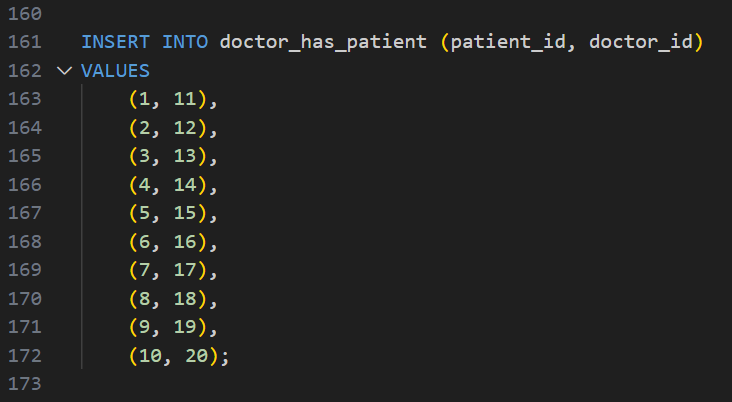 160
161 INSERT INTO doctor_has_patient (patient_id, doctor_id)
162 VALUES
163 (1, 11),
164 (2, 12),
165 (3, 13),
166 (4, 14),
167 (5, 15),
168 (6, 16),
169 (7, 17),
170 (8, 18),
171 (9, 19),
172 (10, 20);
173